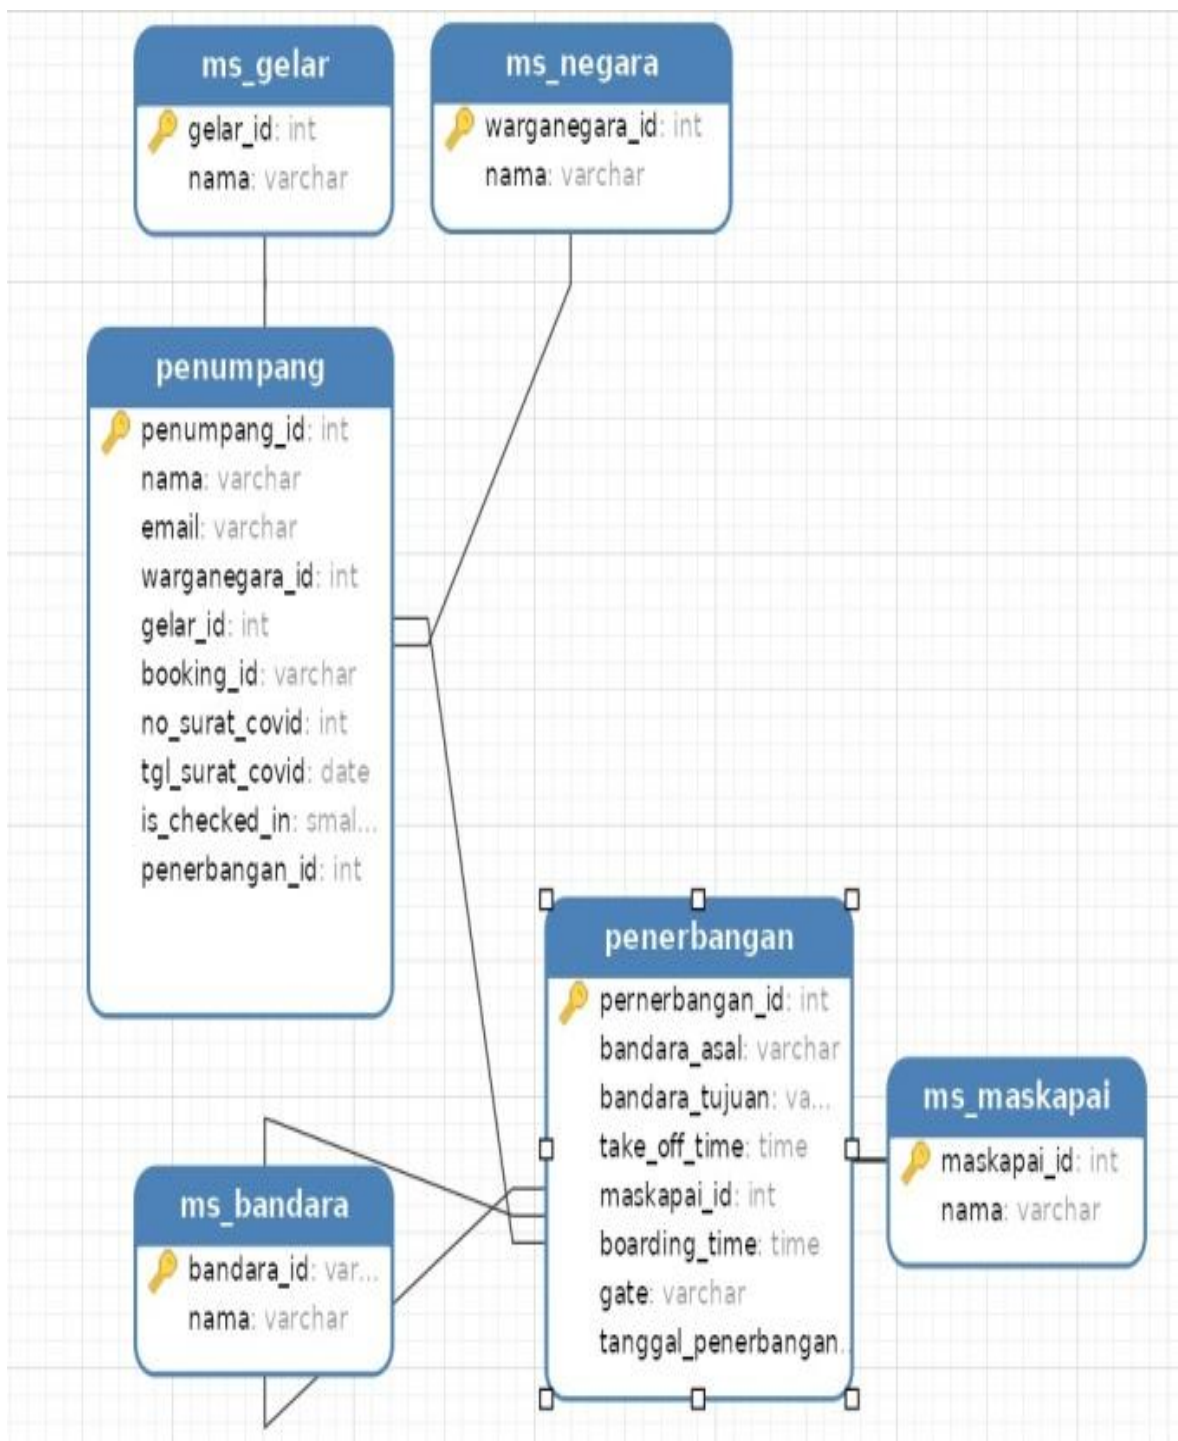 ms_gelar
gelar_id: int
nama: varchar
ms_negara
warganegara_id: int
nama: varchar
penumpang
penumpang_id: int
nama: varchar
email: varchar
warganegara_id: int
gelar_id: int
booking_id: varchar
no_surat_covid: int
tgl_surat_covid: date
is_checked_in: smal...
penerbangan_id: int
penerbangan
pernerbangan_id: int
bandara_asal: varchar
bandara_tujuan: va...
take_off_time: time
maskapai_id: int
boarding_time: time
gate: varchar
tanggal_penerbangan..
ms_maskapai
maskapai_id: int
nama: varchar
ms_bandara
bandara_id: var...
nama: varchar